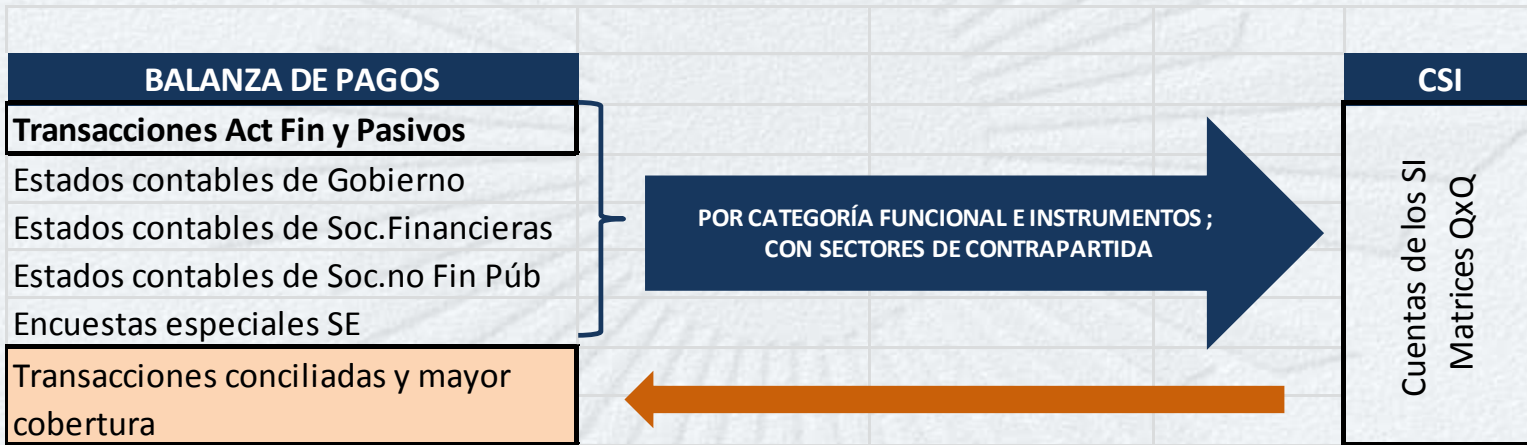 BALANZA DE PAGOS
Transacciones Act Fin y Pasivos
Estados contables de Gobierno
Estados contables de Soc.Financieras
Estados contables de Soc.no Fin Púb
Encuestas especiales SE
Transacciones conciliadas y mayor
cobertura
POR CATEGORÍA FUNCIONAL E INSTRUMENTOS ;
CON SECTORES DE CONTRAPARTIDA
CSI
Cuentas de los SI
Matrices QxQ